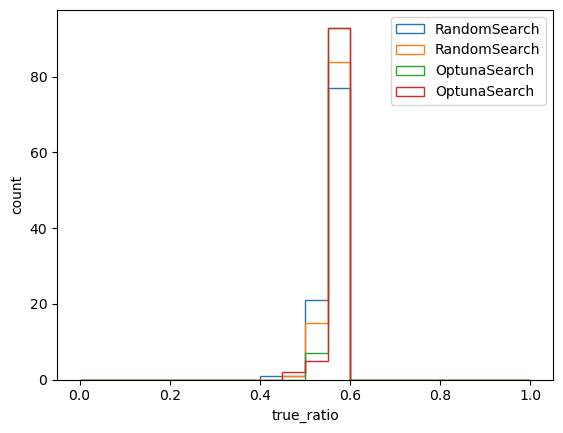 RandomSearch
RandomSearch
OptunaSearch
OptunaSearch
80
60
40
20
0
count
0.0 0.2 0.4 0.6 0.8 1.0
true_ratio